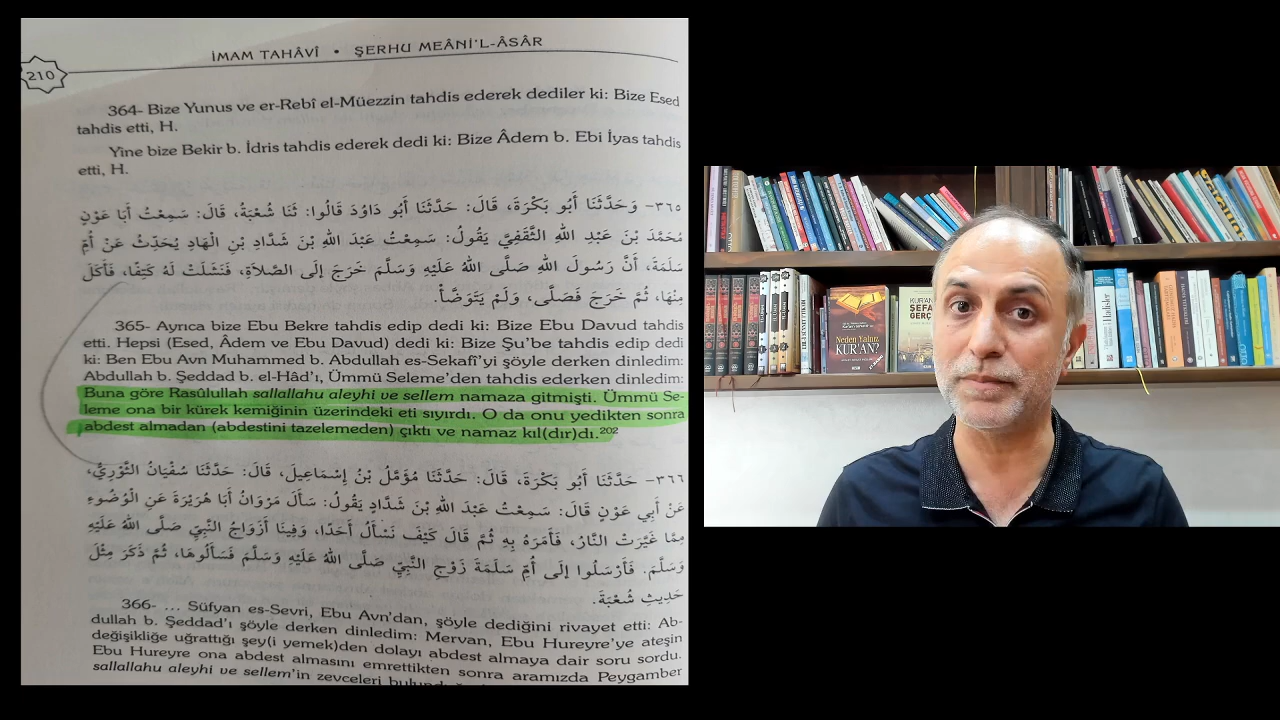 210
İMAM TAHÂVÎ • ŞERHU MEÂNİ'L-ÂSÂR
364- Bize Yunus ve er-Rebî el-Müezzin tahdis ederek dediler ki: Bize Esed
tahdis etti, H.
Yine bize Bekir b. İdris tahdis ederek dedi ki: Bize Âdem b. Ebi İyas tahdis
etti, H.
٣٦٥- وَحَدَّثَنَا أَبُو بَكْرَةَ، قَالَ: حَدَّثَنَا أَبُو دَاوُدَ قَالُوا: ثَنَا شُعْبَةُ، قَالَ: سَمِعْتُ أَبَا عَوْنٍ
مُحَمَّدَ بْنَ عَبْدِ اللهِ الثَّقَفِيَّ يَقُولُ: سَمِعْتُ عَبْدَ اللهِ بْنَ شَدَّادِ بْنِ الْهَادِ يُحَدِّثُ عَنْ أُمِّ
سَلَمَةَ، أَنَّ رَسُولَ اللهِ صَلَّى اللهُ عَلَيْهِ وَسَلَّمَ خَرَجَ إِلَى الصَّلَاةِ، فَنَشَلَتْ لَهُ كَتِفًا، فَأَكَلَ
مِنْهَا، ثُمَّ خَرَجَ فَصَلَّى، وَلَمْ يَتَوَضَّأْ.
365- Ayrıca bize Ebu Bekre tahdis edip dedi ki: Bize Ebu Davud tahdis
etti. Hepsi (Esed, Âdem ve Ebu Davud) dedi ki: Bize Şu'be tahdis edip dedi
ki: Ben Ebu Avn Muhammed b. Abdullah es-Sekafî'yi şöyle derken dinledim:
Abdullah b. Şeddad b. el-Hâd'ı, Ümmü Seleme'den tahdis ederken dinledim:
Buna göre Rasûlullah sallallahu aleyhi ve sellem namaza gitmişti. Ümmü Se-
leme ona bir kürek kemiğinin üzerindeki eti sıyırdı. O da onu yedikten sonra
abdest almadan (abdestini tazelemeden) çıktı ve namaz kıl(dır)dı.202
٣٦٦- حَدَّثَنَا أَبُو بَكْرَةَ، قَالَ: حَدَّثَنَا مُؤَمَّلُ بْنُ إِسْمَاعِيلَ، قَالَ: حَدَّثَنَا سُفْيَانُ الثَّوْرِيُّ،
عَنْ أَبِي عَوْنٍ قَالَ: سَمِعْتُ عَبْدَ اللهِ بْنَ شَدَّادٍ يَقُولُ: سَأَلَ مَرْوَانُ أَبَا هُرَيْرَةَ عَنِ الْوُضُوءِ
مِمَّا غَيَّرَتْ النَّارُ، فَأَمَرَهُ بِهِ ثُمَّ قَالَ كَيْفَ نَسْأَلُ أَحَدًا، وَفِينَا أَزْوَاجُ النَّبِيِّ صَلَّى اللهُ عَلَيْهِ
وَسَلَّمَ. فَأَرْسَلُوا إِلَى أُمِّ سَلَمَةَ زَوْجِ النَّبِيِّ صَلَّى اللهُ عَلَيْهِ وَسَلَّمَ فَسَأَلُوهَا، ثُمَّ ذَكَرَ مِثْلَ
حَدِيثِ شُعْبَةَ.
366- ... Süfyan es-Sevri, Ebu Avn'dan, şöyle dediğini rivayet etti: Ab-
dullah b. Şeddad'ı şöyle derken dinledim: Mervan, Ebu Hureyre'ye ateşin
değişikliğe uğrattığı şey(i yemek)den dolayı abdest almaya dair soru sordu.
Ebu Hureyre ona abdest almasını emrettikten sonra aramızda Peygamber
sallallahu aleyhi ve sellem'in zevceleri
Neden Yalnız
KUR'AN?
KUR'AN
ŞEFA
GERÇ